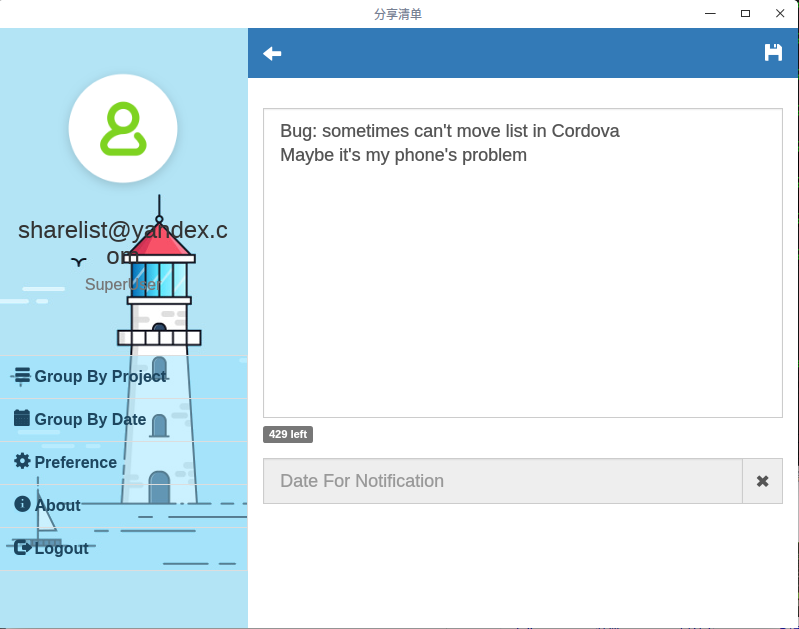 分享清单
sharelist@yandex.c
om
SuperUser
Group By Project
Group By Date
Preference
About
Logout
Bug: sometimes can't move list in Cordova
Maybe it's my phone's problem
429 left
Date For Notification